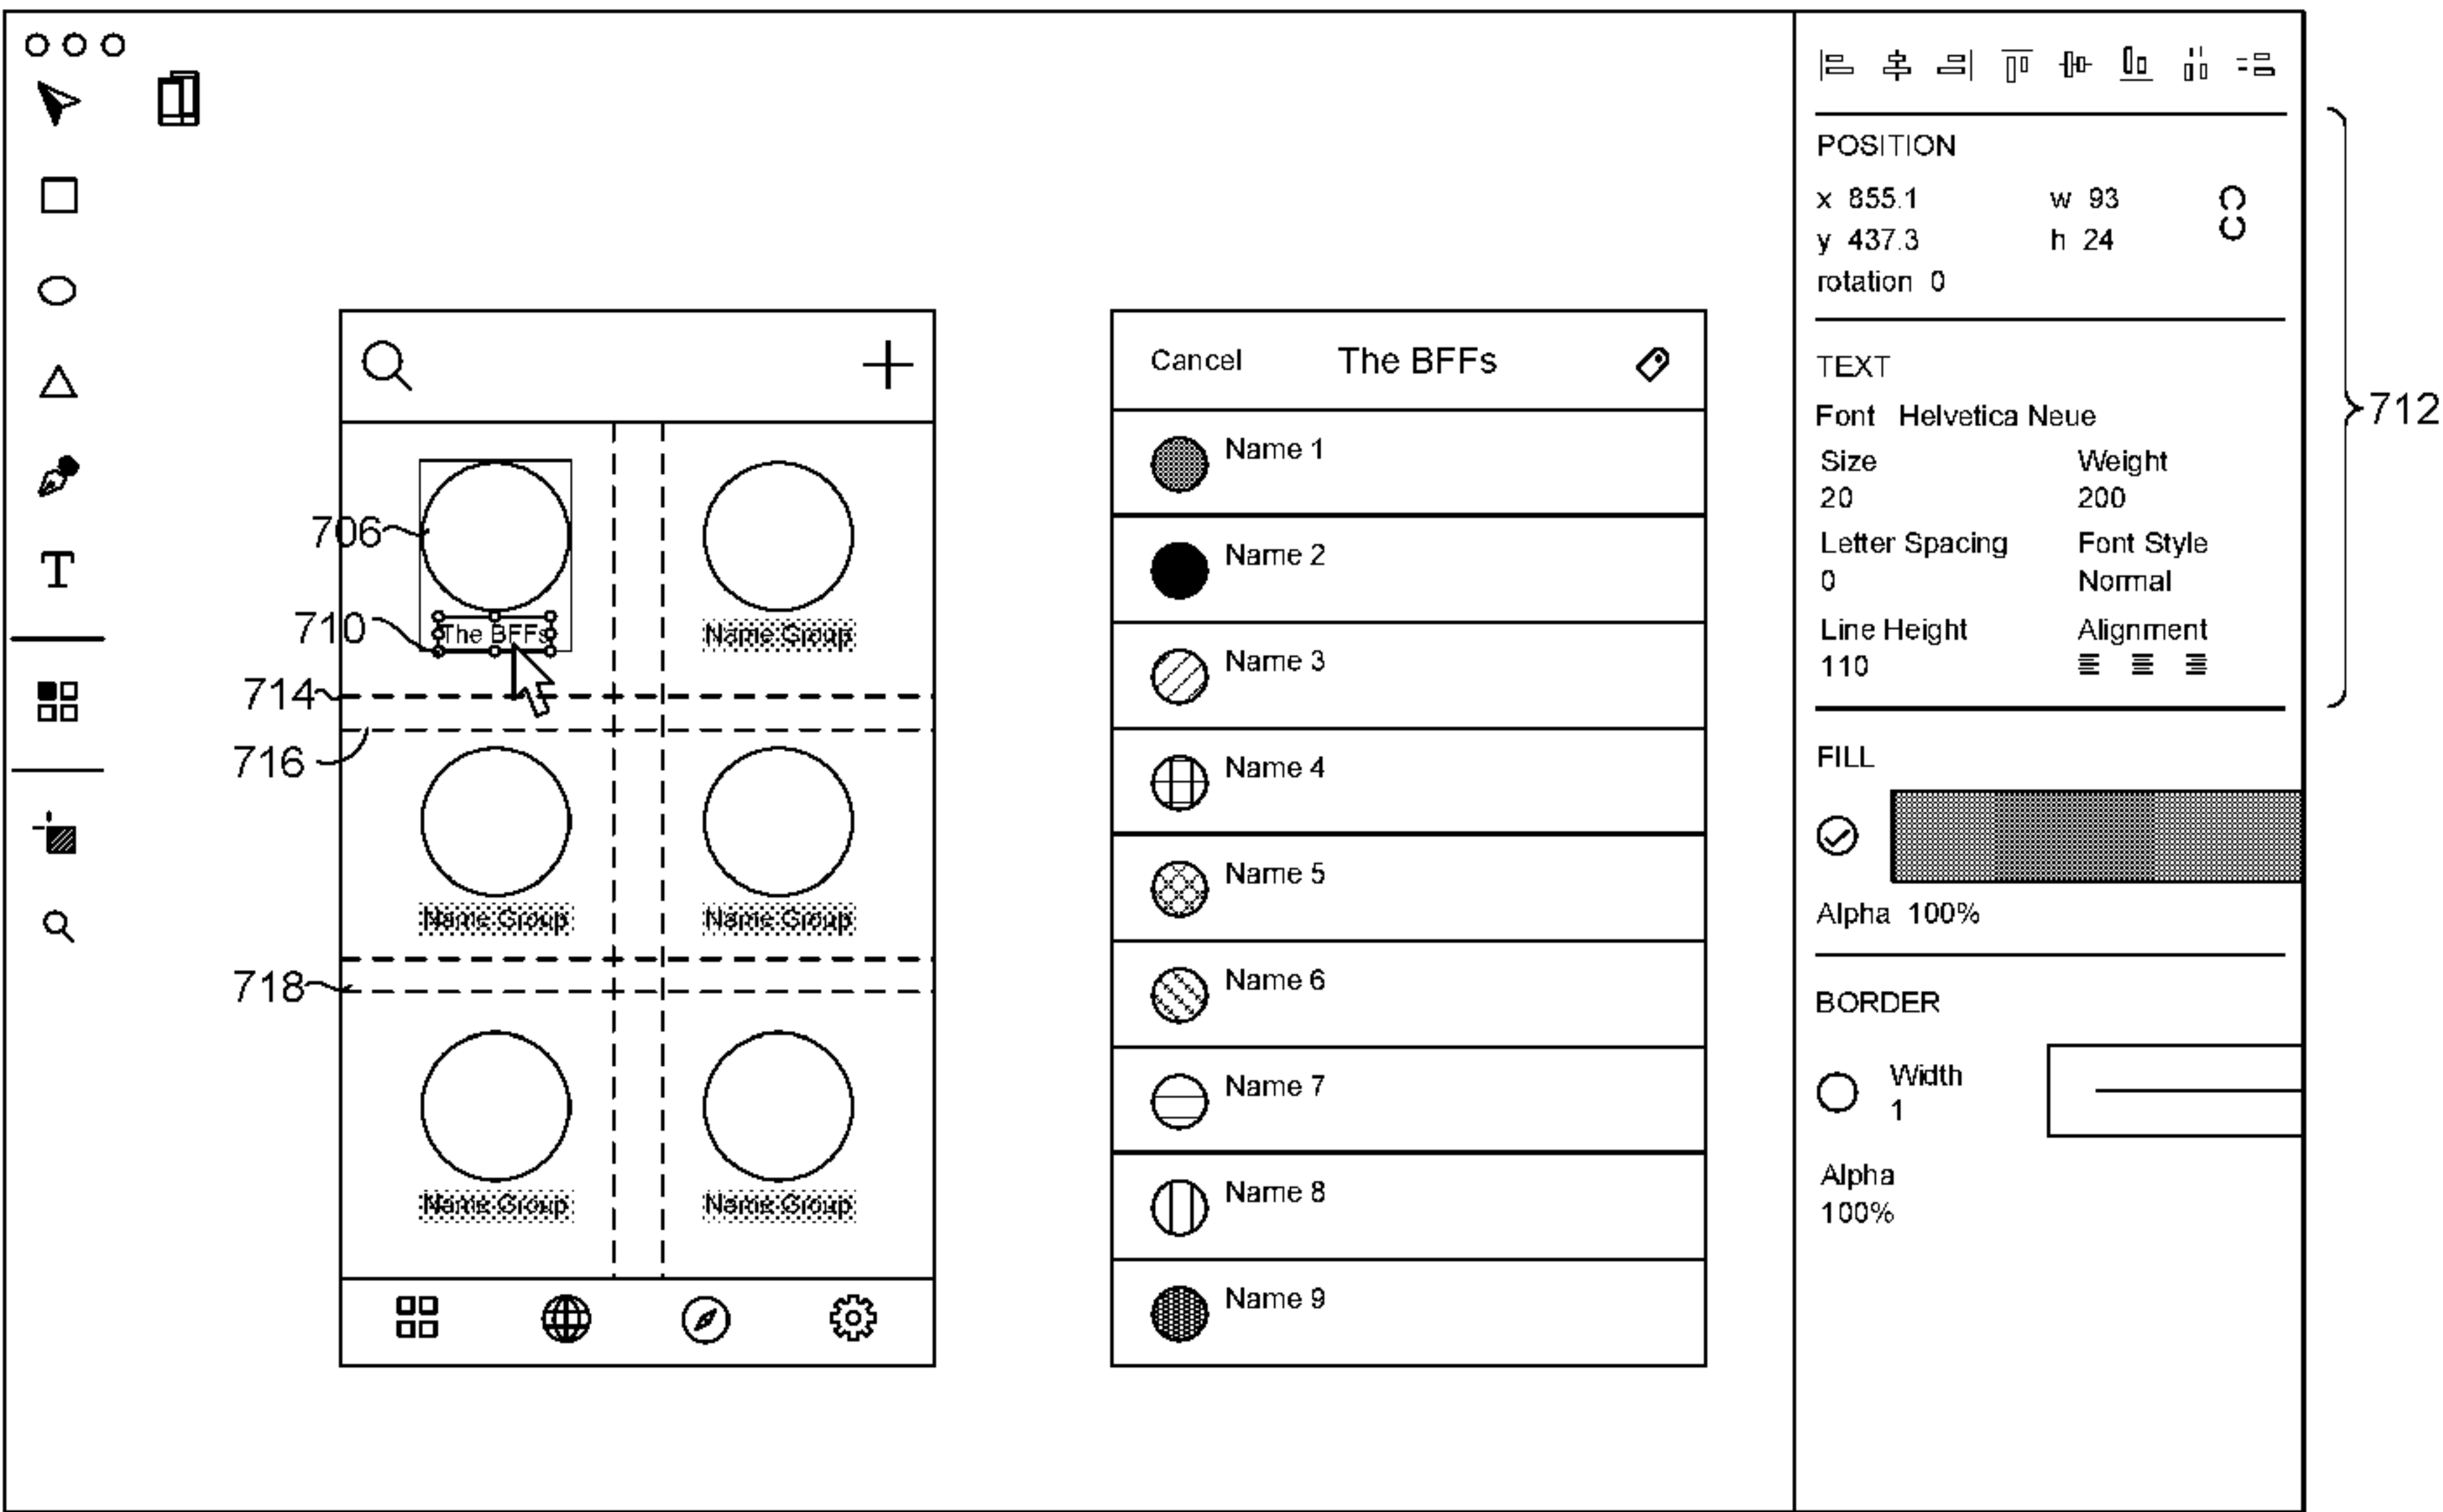 T
706
710
714
716
718
The BFFs
Name Group
Name Group
Name Group
Name Group
Name Group
Cancel The BFFs
Name 1
Name 2
Name 3
Name 4
Name 5
Name 6
Name 7
Name 8
Name 9
POSITION
x 855.1 w 93
y 437.3 h 24
rotation 0
TEXT
Font Helvetica Neue
Size Weight
20 200
Letter Spacing Font Style
0 Normal
Line Height Alignment
110
FILL
Alpha 100%
BORDER
Width
1
Alpha
100%
712